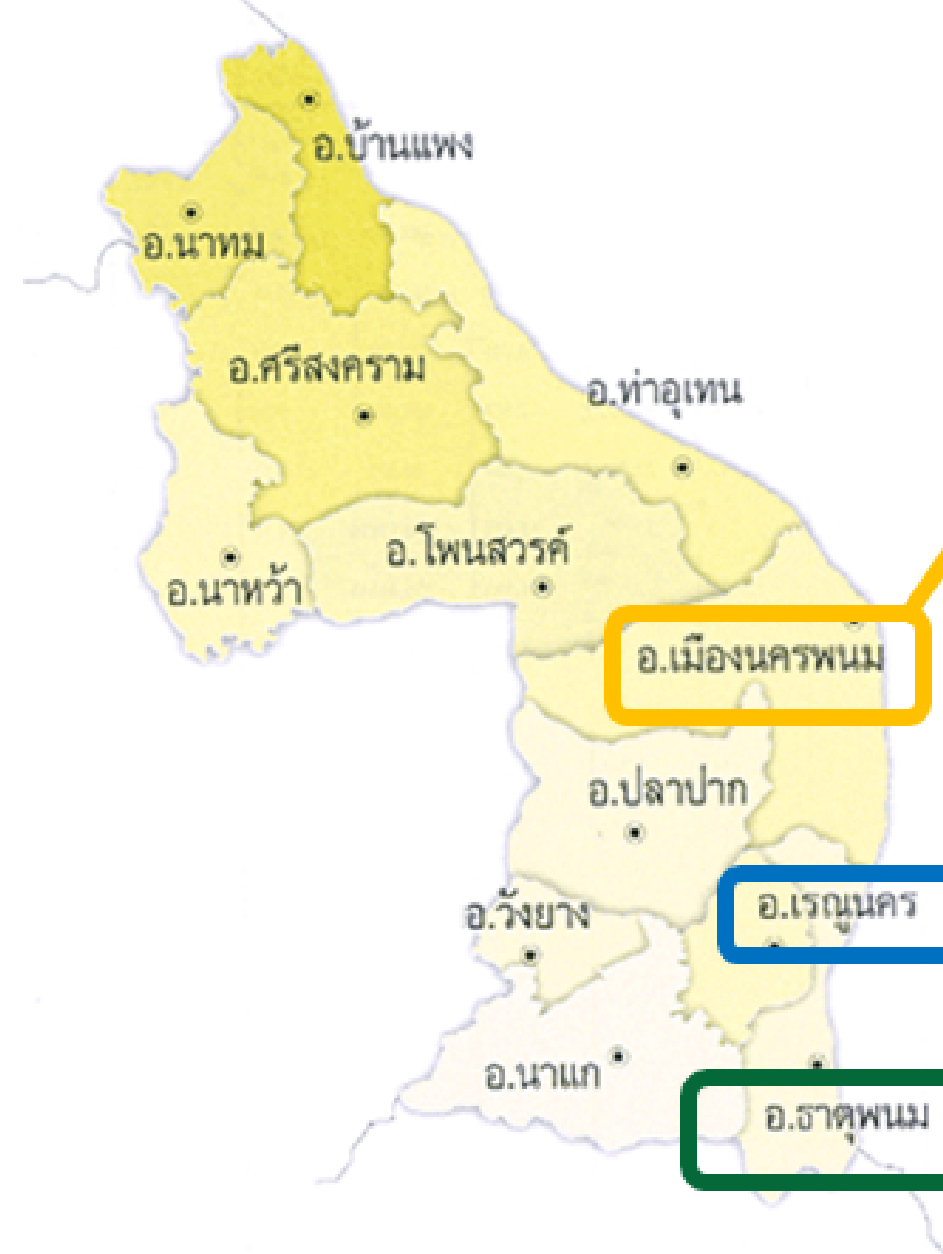 อ.บ้านแพง
อ.นาทม
อ.ศรีสงคราม
อ.ท่าอุเทน
อ.โพนสวรรค์
อ.นาหว้า
อ.เมืองนครพนม
อ.ปลาปาก
อ.เรณูนคร
อ.วังยาง
อ.นาแก
อ.ธาตุพนม